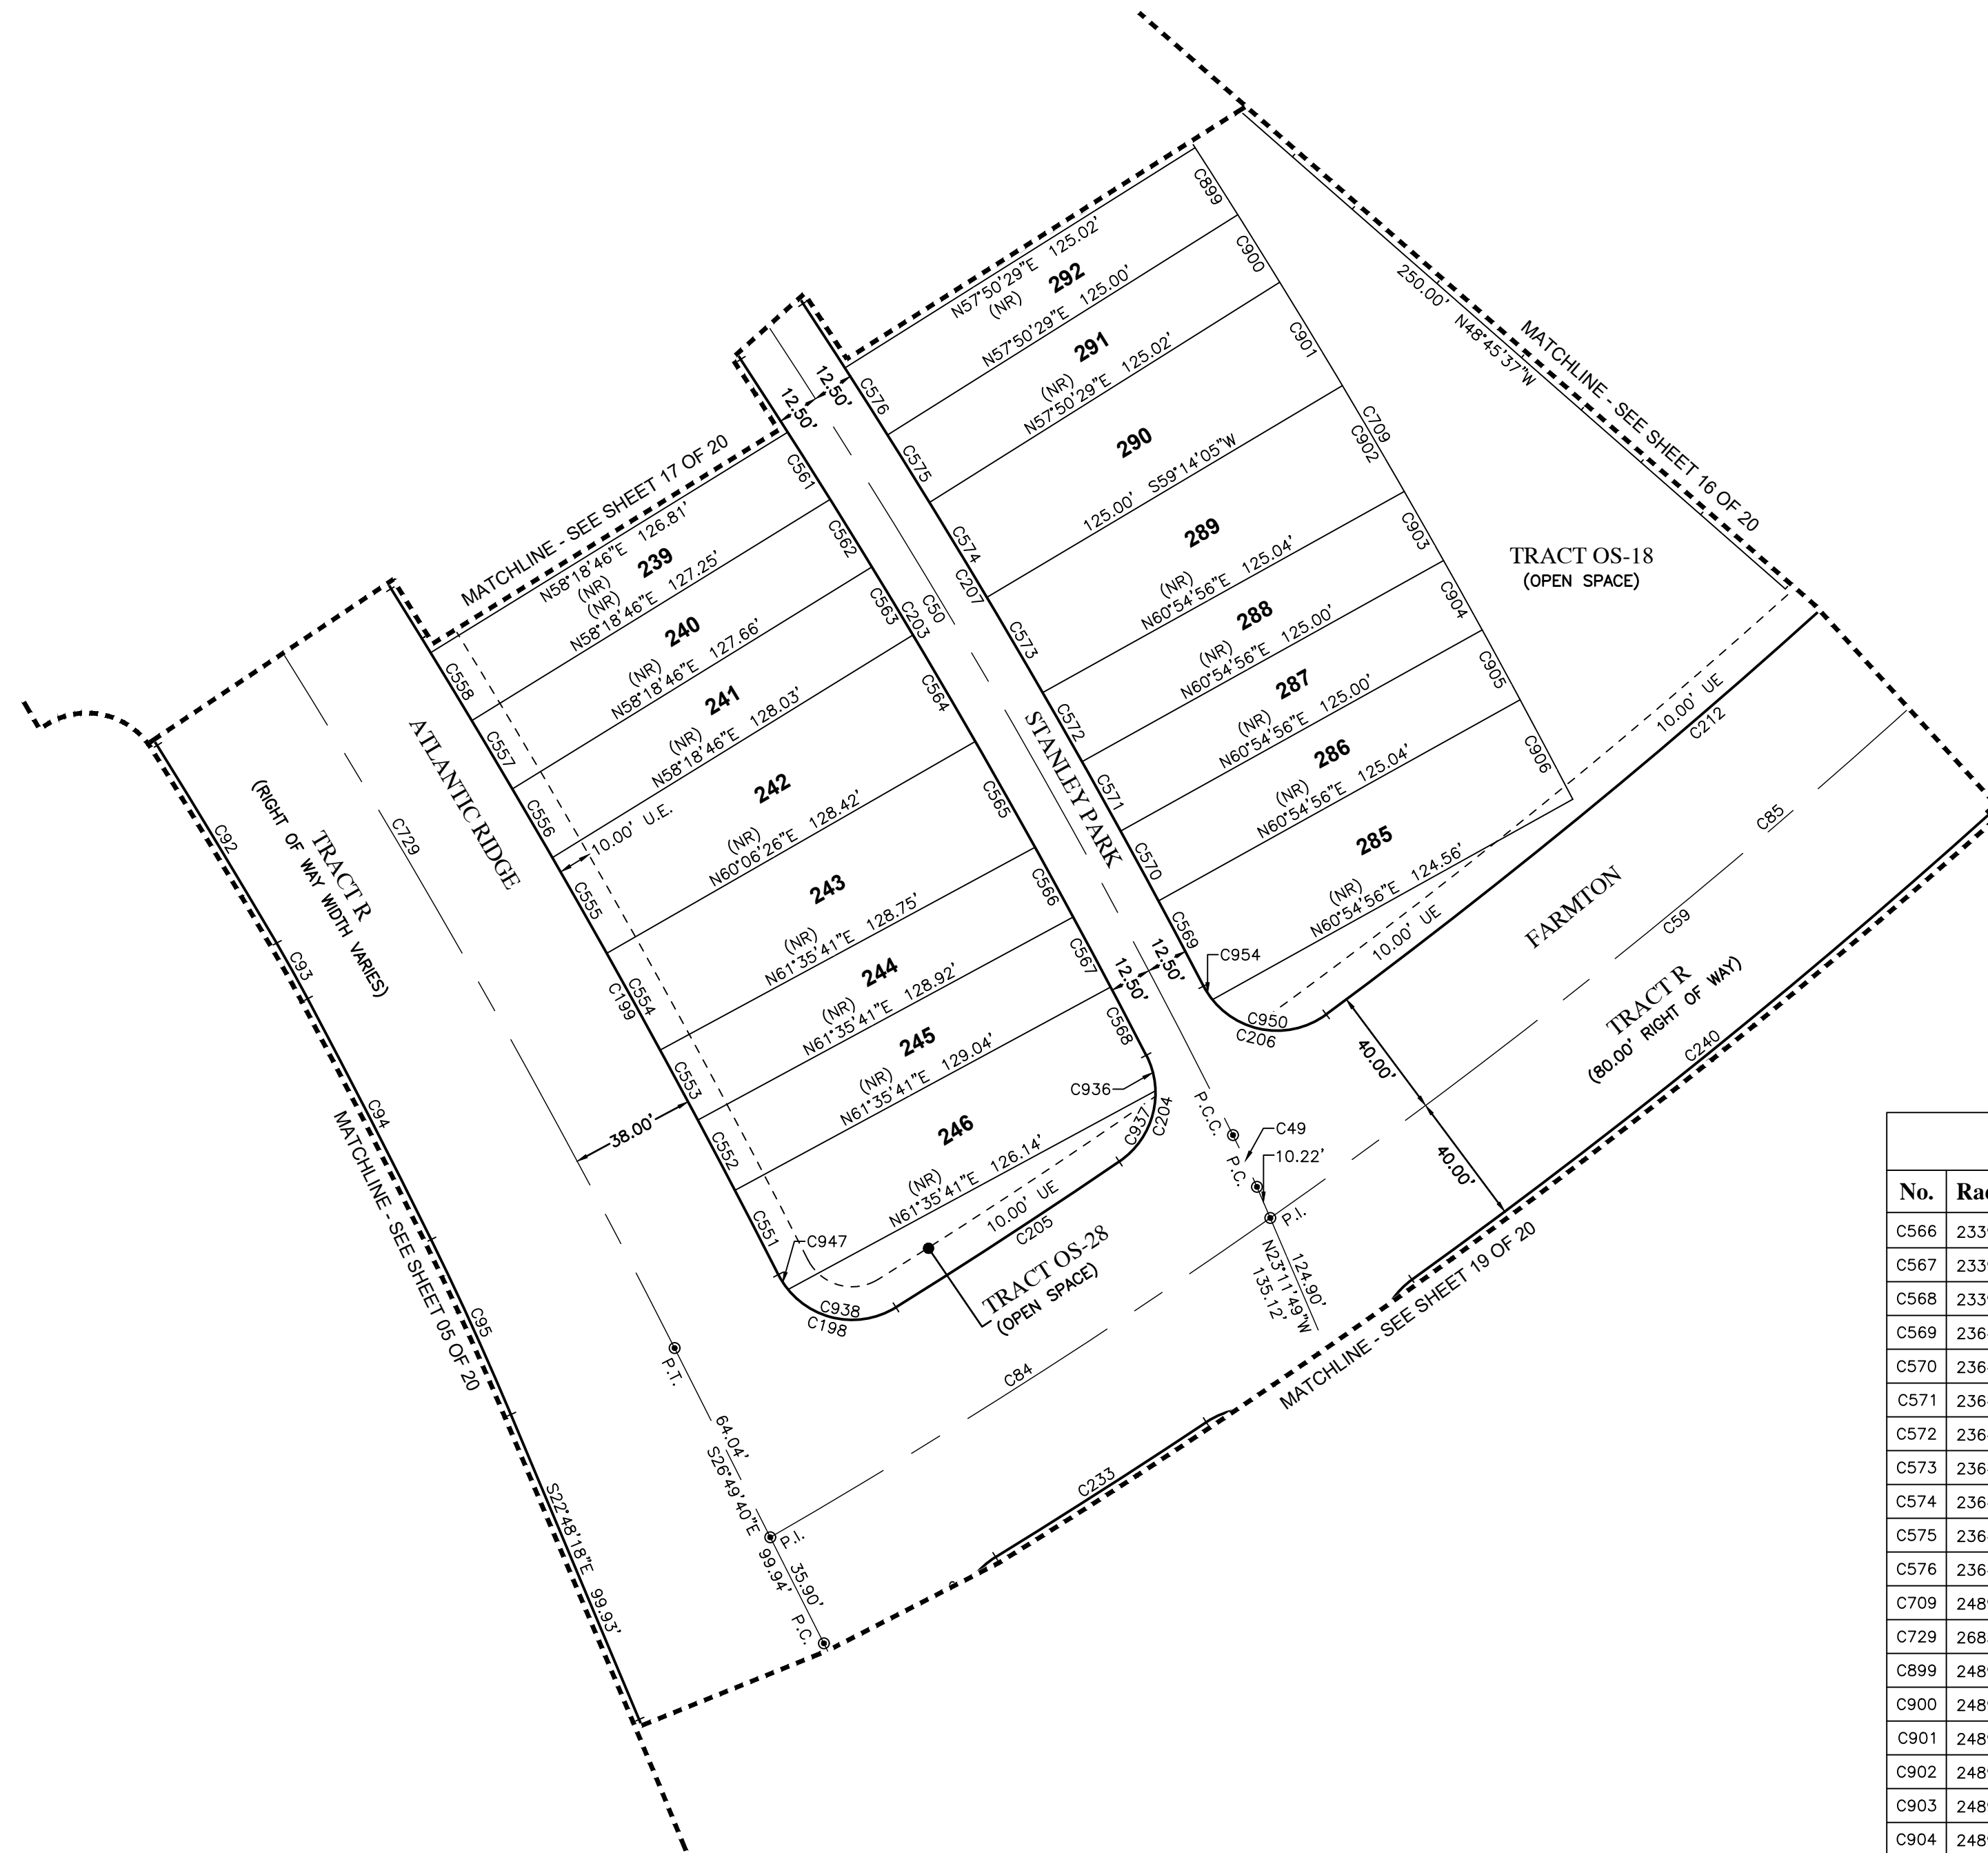 C899
N57°50'29"E 125.02'
(NR)
292
C900
N57°50'29"E 125.00'
291
(NR)
N57°50'29"E 125.02'
C901
290
250.00' N48°45'37"W
MATCHLINE - SEE SHEET 16 OF 20
12.50'
12.50'
C576
C575
C574
C207
C709
C902
125.00' S59°14'05"W
289
(NR)
N60°54'56"E 125.04'
C903
TRACT OS-18
(OPEN SPACE)
MATCHLINE - SEE SHEET 17 OF 20
N58°18'46"E 126.81'
(NR)
239
(NR)
N58°18'46"E 127.25'
C561
C562
240
(NR)
N58°18'46"E 127.66'
C563
C203
C50
241
(NR)
N58°18'46"E 128.03'
C564
C573
288
(NR)
N60°54'56"E 125.00'
C904
C572
287
(NR)
N60°54'56"E 125.00'
C905
C571
286
(NR)
N60°54'56"E 125.04'
C906
C570
285
(NR)
N60°54'56"E 124.56'
C569
STANLEY PARK
C558
C557
C556
ATLANTIC RIDGE
10.00' U.E.
242
(NR)
N60°06'26"E 128.42'
C565
C555
243
(NR)
N61°35'41"E 128.75'
C566
C554
C199
244
(NR)
N61°35'41"E 128.92'
C567
C553
245
(NR)
N61°35'41"E 129.04'
C568
C552
246
(NR)
N61°35'41"E 126.14'
C551
C92
TRACT R
(RIGHT OF WAY WIDTH VARIES)
C729
C93
C94
MATCHLINE - SEE SHEET 05 OF 20
C95
38.00'
12.50'
12.50'
C954
C950
C206
10.00' UE
10.00' UE
C212
C85
FARMTON
C59
TRACT R
(80.00' RIGHT OF WAY)
C240
40.00'
40.00'
C936
C937
C204
P.C.C.
C49
P.C.
10.22'
P.I.
124.90'
N23°11'49"W
135.12'
10.00' UE
C205
C947
C938
C198
TRACT OS-28
(OPEN SPACE)
C84
MATCHLINE - SEE SHEET 19 OF 20
P.T.
64.04'
S26°49'40"E 99.94'
P.I.
35.90'
P.C.
C233
S22°48'18"E 99.93'
No.
C566
C567
C568
C569
C570
C571
C572
C573
C574
C575
C576
C709
C729
C899
C900
C901
C902
C903
C904